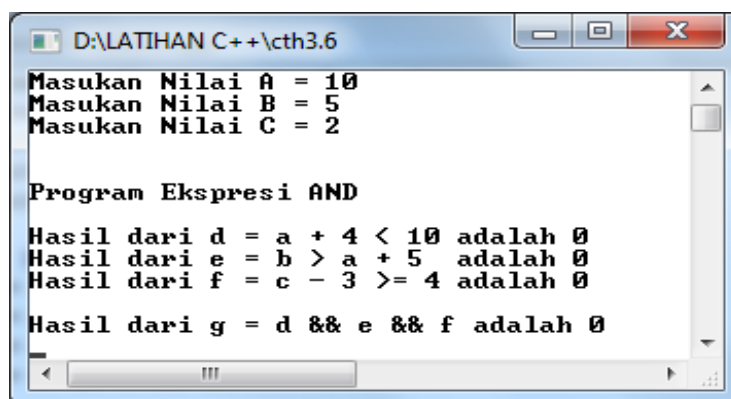 D:\LATIHAN C++\cth3.6
Masukan Nilai A = 10
Masukan Nilai B = 5
Masukan Nilai C = 2
Program Ekspresi AND
Hasil dari d = a + 4 < 10 adalah 0
Hasil dari e = b > a + 5  adalah 0
Hasil dari f = c - 3 >= 4 adalah 0
Hasil dari g = d && e && f adalah 0